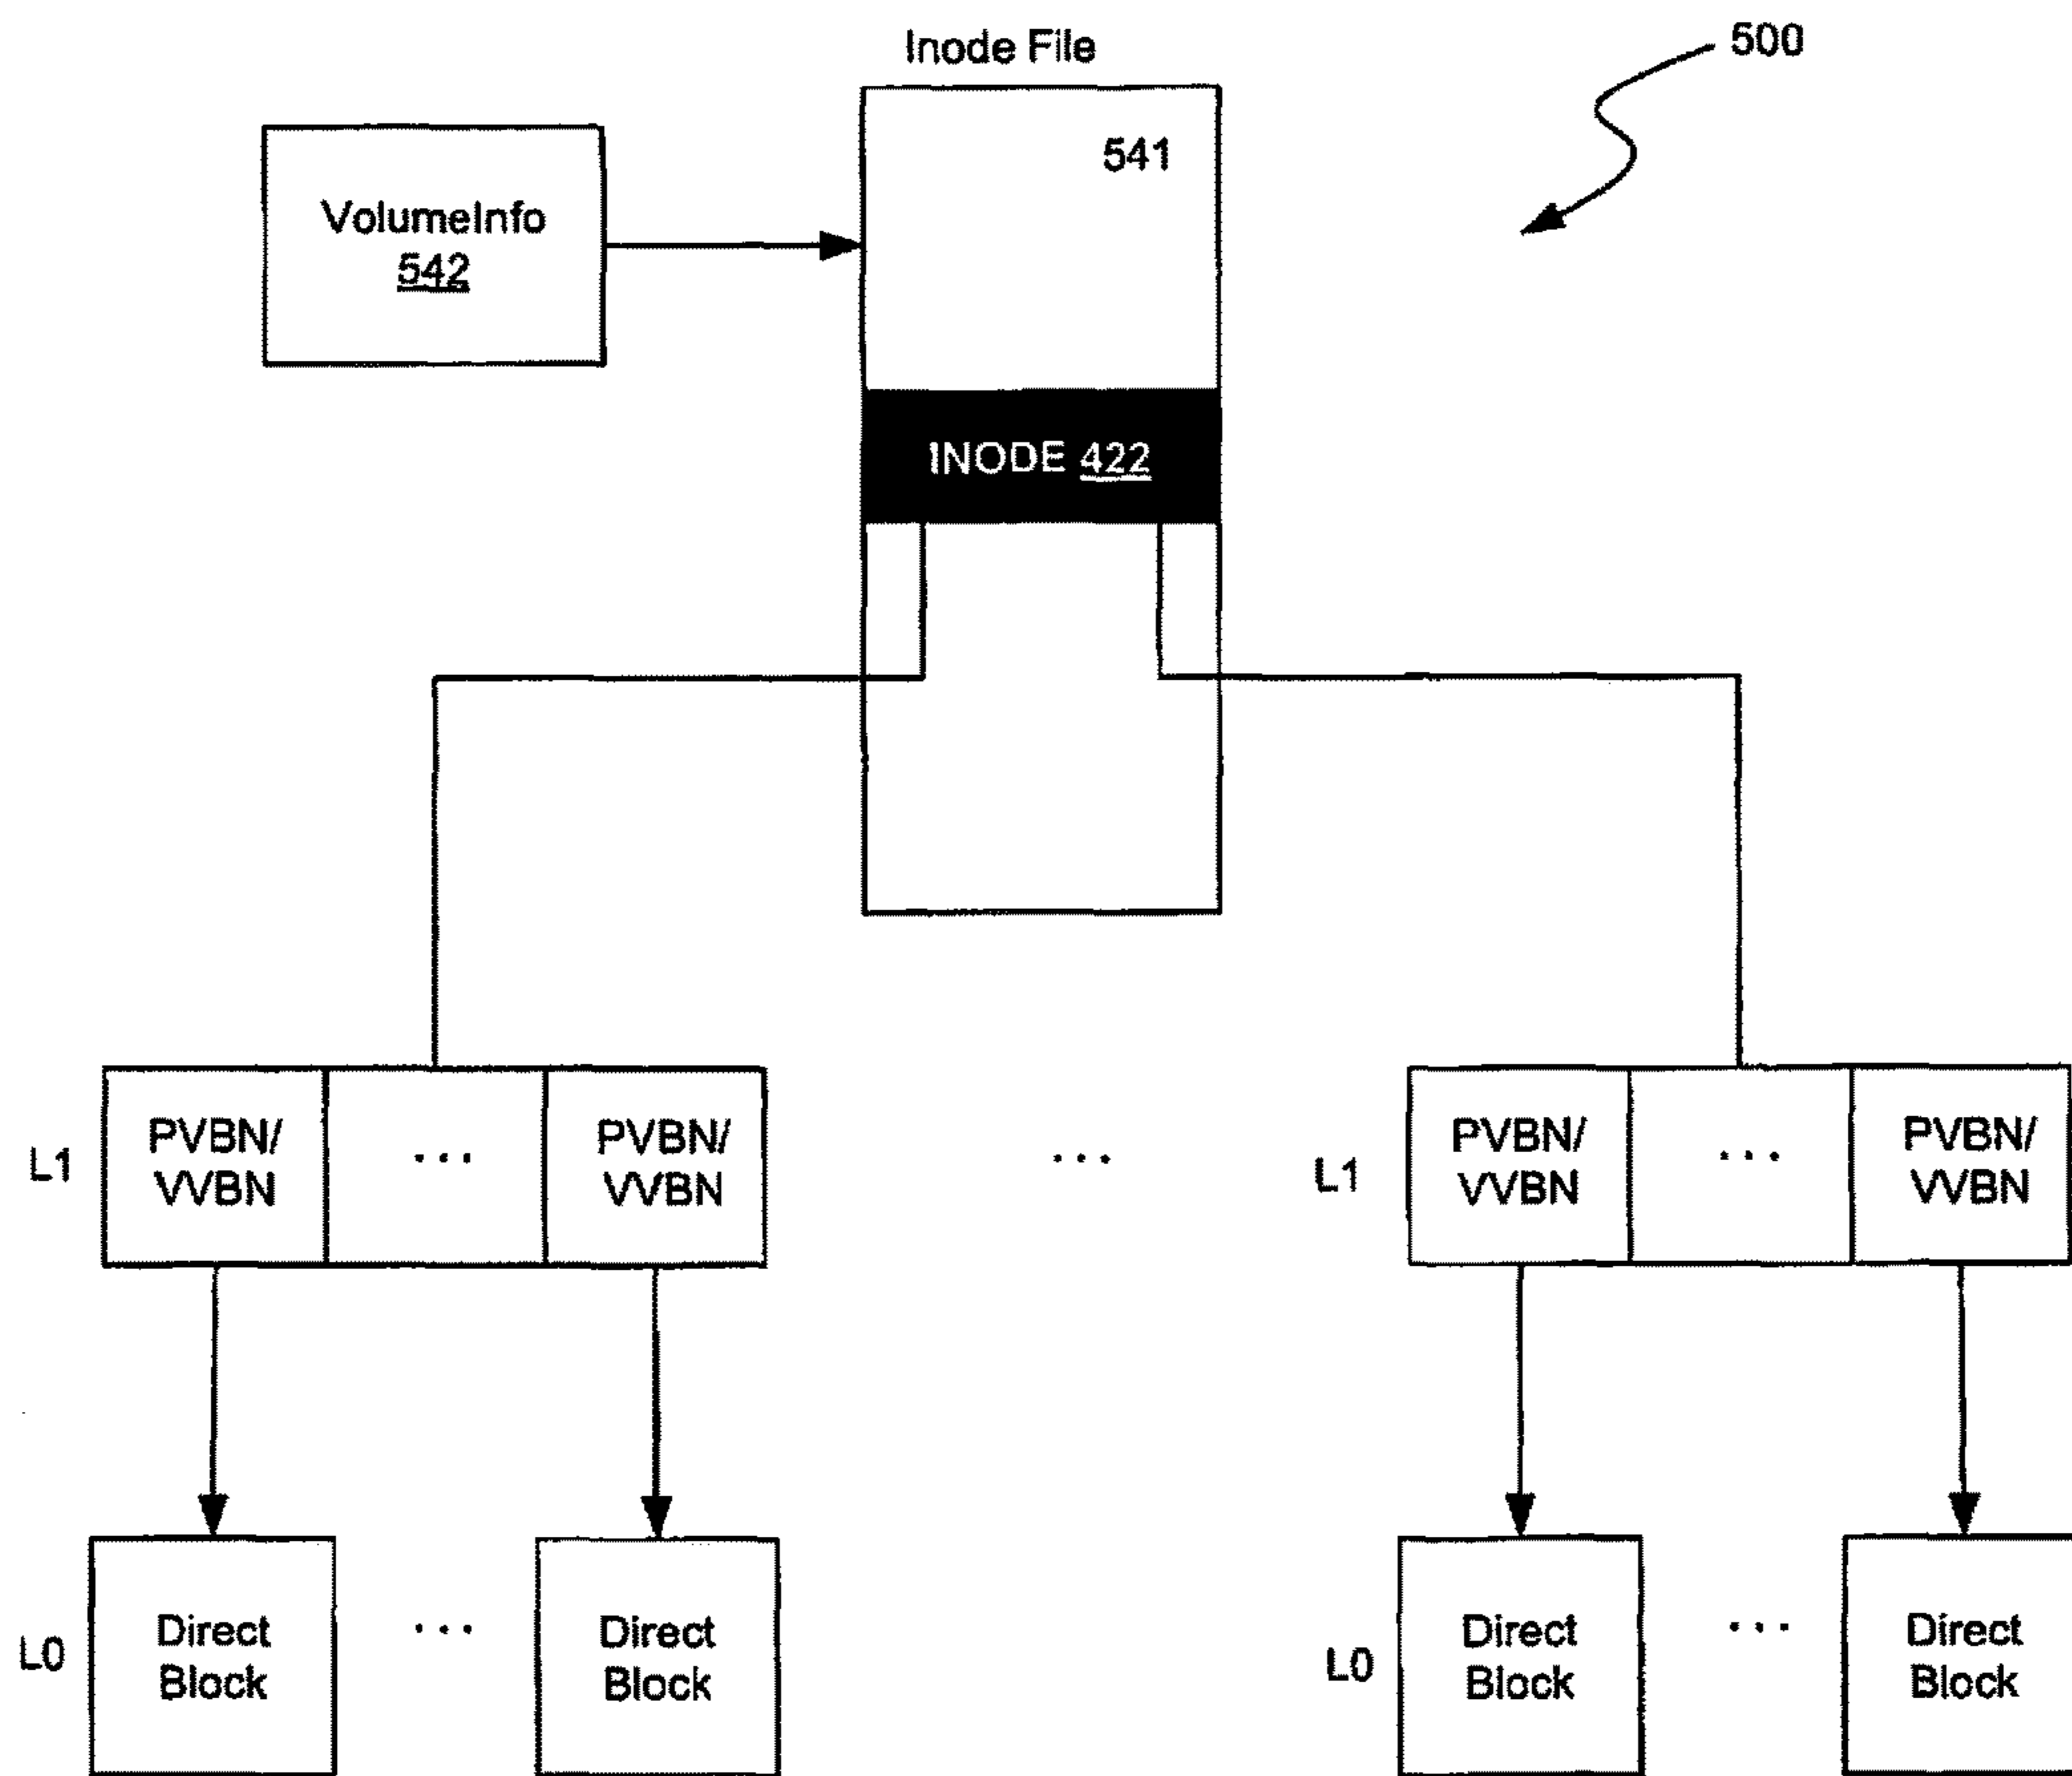 Inode File
500
541
VolumeInfo
542
INODE 422
L1
PVBN/
VVBN
...
PVBN/
VVBN
...
L1
PVBN/
VVBN
...
PVBN/
VVBN
L0
Direct
Block
...
Direct
Block
L0
Direct
Block
...
Direct
Block